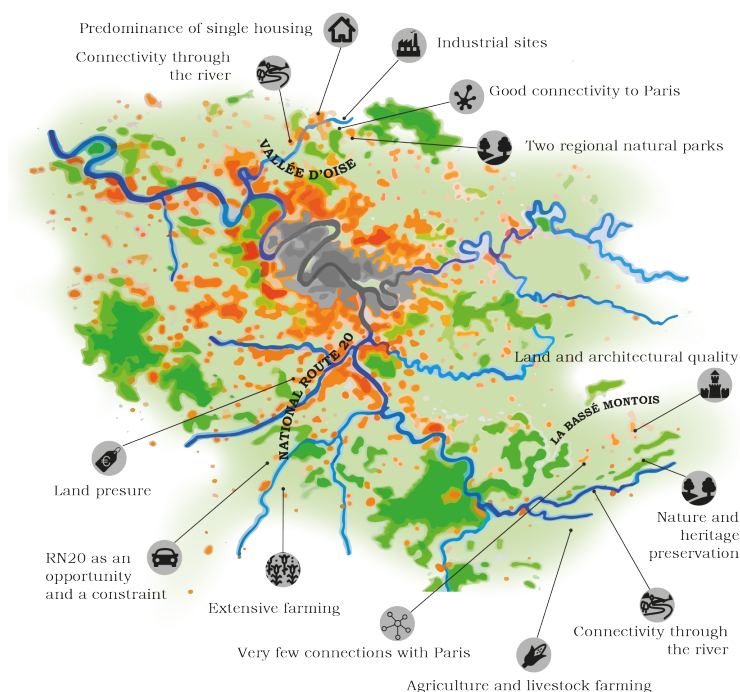 Predominance of single housing
Connectivity through
the river
Industrial sites
Good connectivity to Paris
Two regional natural parks
VALLÉE D'OISE
NATIONAL ROUTE 20
Land and architectural quality
LA BASSÉ MONTOIS
Land presure
Nature and
heritage
preservation
RN20 as an
opportunity
and a constraint
Extensive farming
Very few connections with Paris
Connectivity through
the river
Agriculture and livestock farming